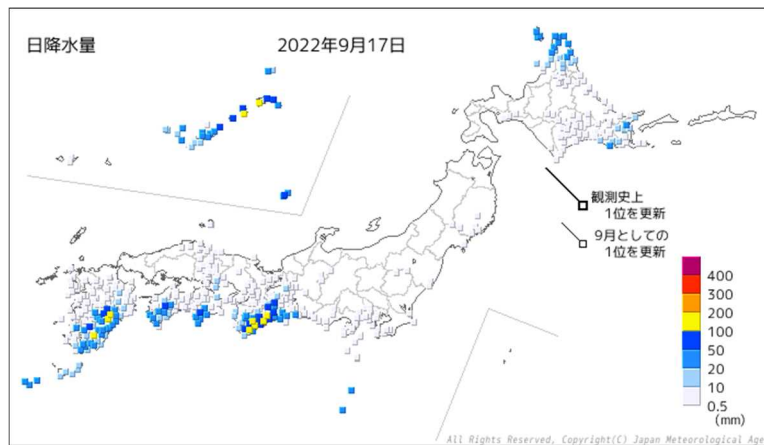 日降水量
2022年9月17日
観測史上
1位を更新
9月としての
1位を更新
400
300
200
100
50
20
10
0.5
(mm)
All Rights Reserved, Copyright(C) Japan Meteorological Age